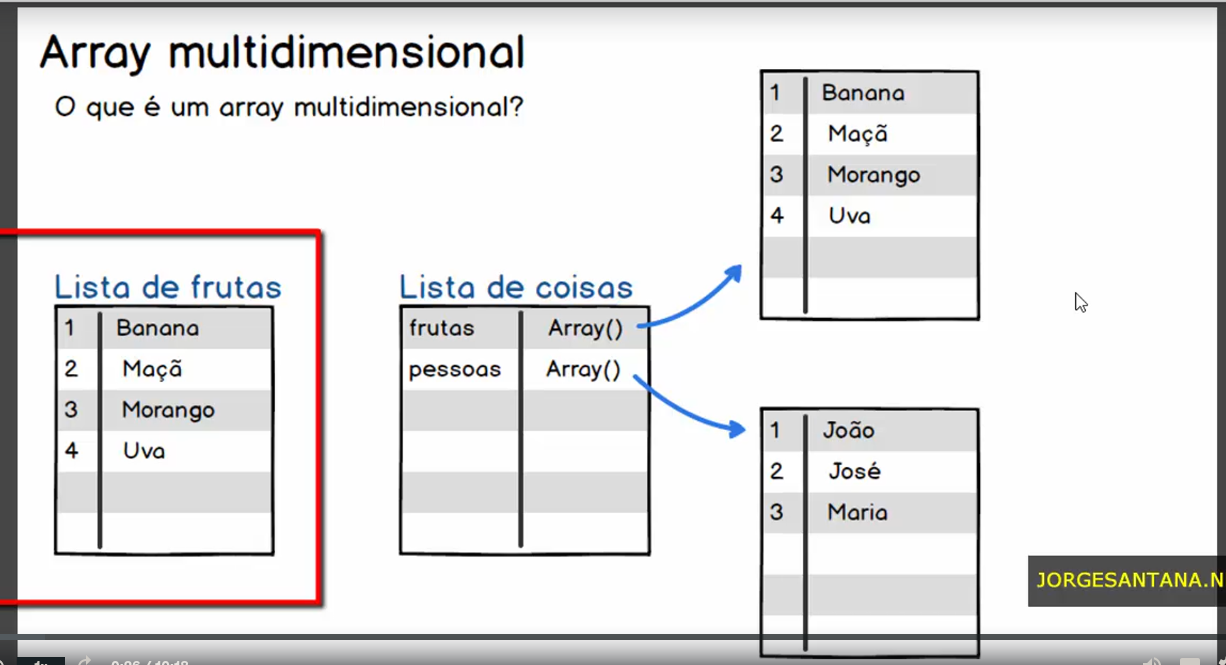 Array multidimensional
O que é um array multidimensional?
Lista de frutas
1 Banana
2 Maçã
3 Morango
4 Uva
Lista de coisas
frutas Array()
pessoas Array()
1 Banana
2 Maçã
3 Morango
4 Uva
1 João
2 José
3 Maria
JORGESANTANA.N